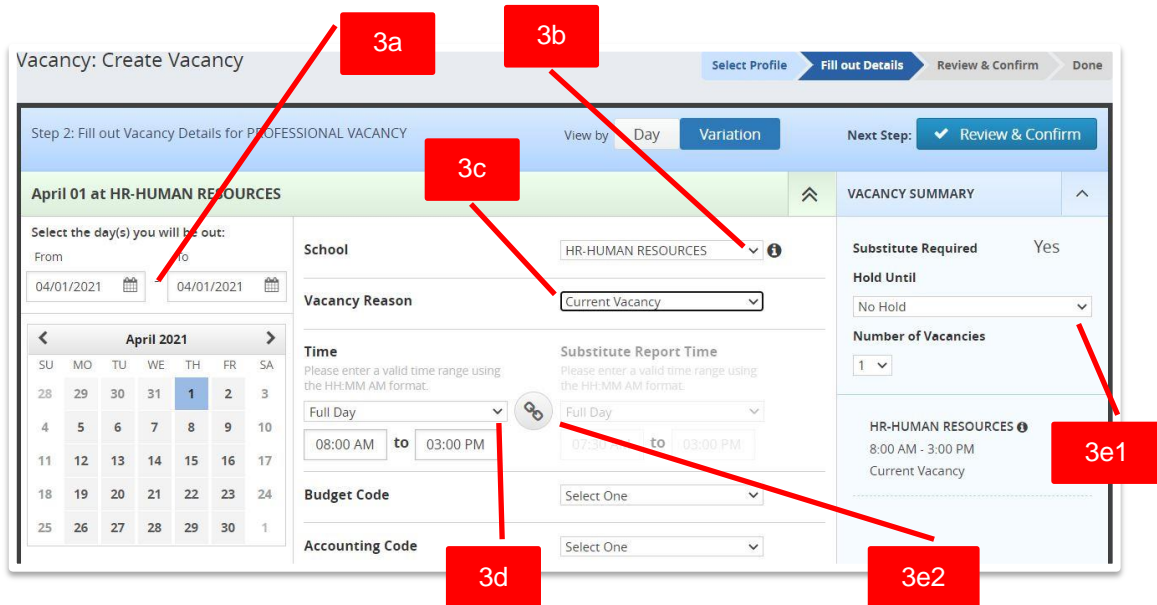 3a
3b
Vacancy: Create Vacancy
Select Profile
Fill out Details
Review & Confirm
Done
Step 2: Fill out Vacancy Details for PROFESSIONAL VACANCY
View by Day Variation
Next Step: Review & Confirm
3c
April 01 at HR-HUMAN RESOURCES
VACANCY SUMMARY
Select the day(s) you will be out:
From To
04/01/2021 - 04/01/2021
April 2021
SU MO TU WE TH FR SA
28 29 30 31 1 2 3
4 5 6 7 8 9 10
11 12 13 14 15 16 17
18 19 20 21 22 23 24
25 26 27 28 29 30 1
School HR-HUMAN RESOURCES
Vacancy Reason Current Vacancy
Time
Please enter a valid time range using
the HH:MM AM format.
Full Day
08:00 AM to 03:00 PM
Substitute Report Time
Please enter a valid time range using
the HH:MM AM format.
Full Day
to 03:00 PM
Budget Code Select One
Accounting Code Select One
Substitute Required Yes
Hold Until
No Hold
Number of Vacancies
1
HR-HUMAN RESOURCES
8:00 AM - 3:00 PM
Current Vacancy
3e1
3d
3e2